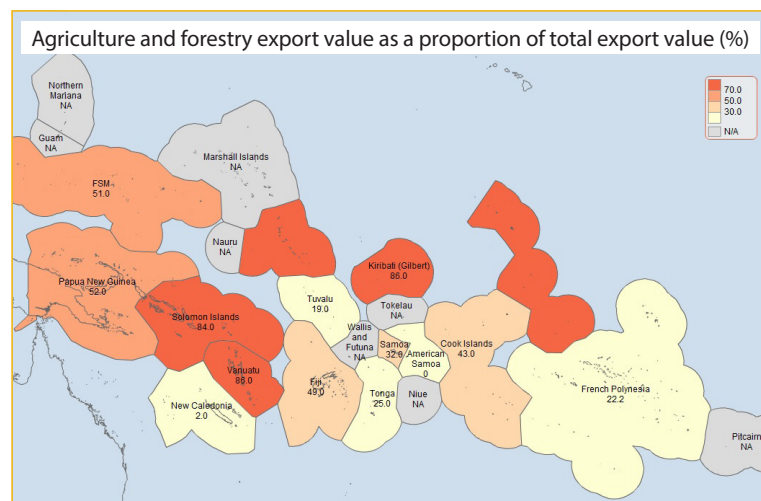 Agriculture and forestry export value as a proportion of total export value (%)
Northern
Mariana
NA
Guam
NA
70.0
50.0
30.0
N/A
Marshall Islands
NA
FSM
51.0
Nauru
NA
Kiribati (Gilbert)
86.0
Papua New Guinea
52.0
Tuvalu
19.0
Tokelau
NA
Solomon Islands
84.0
Wallis
and
Futuna
NA
Samoa
32.0
American
Samoa
0
Cook Islands
43.0
Vanuatu
86.0
Fiji
49.0
French Polynesia
22.2
New Caledonia
2.0
Tonga
25.0
Niue
NA
Pitcairn
NA